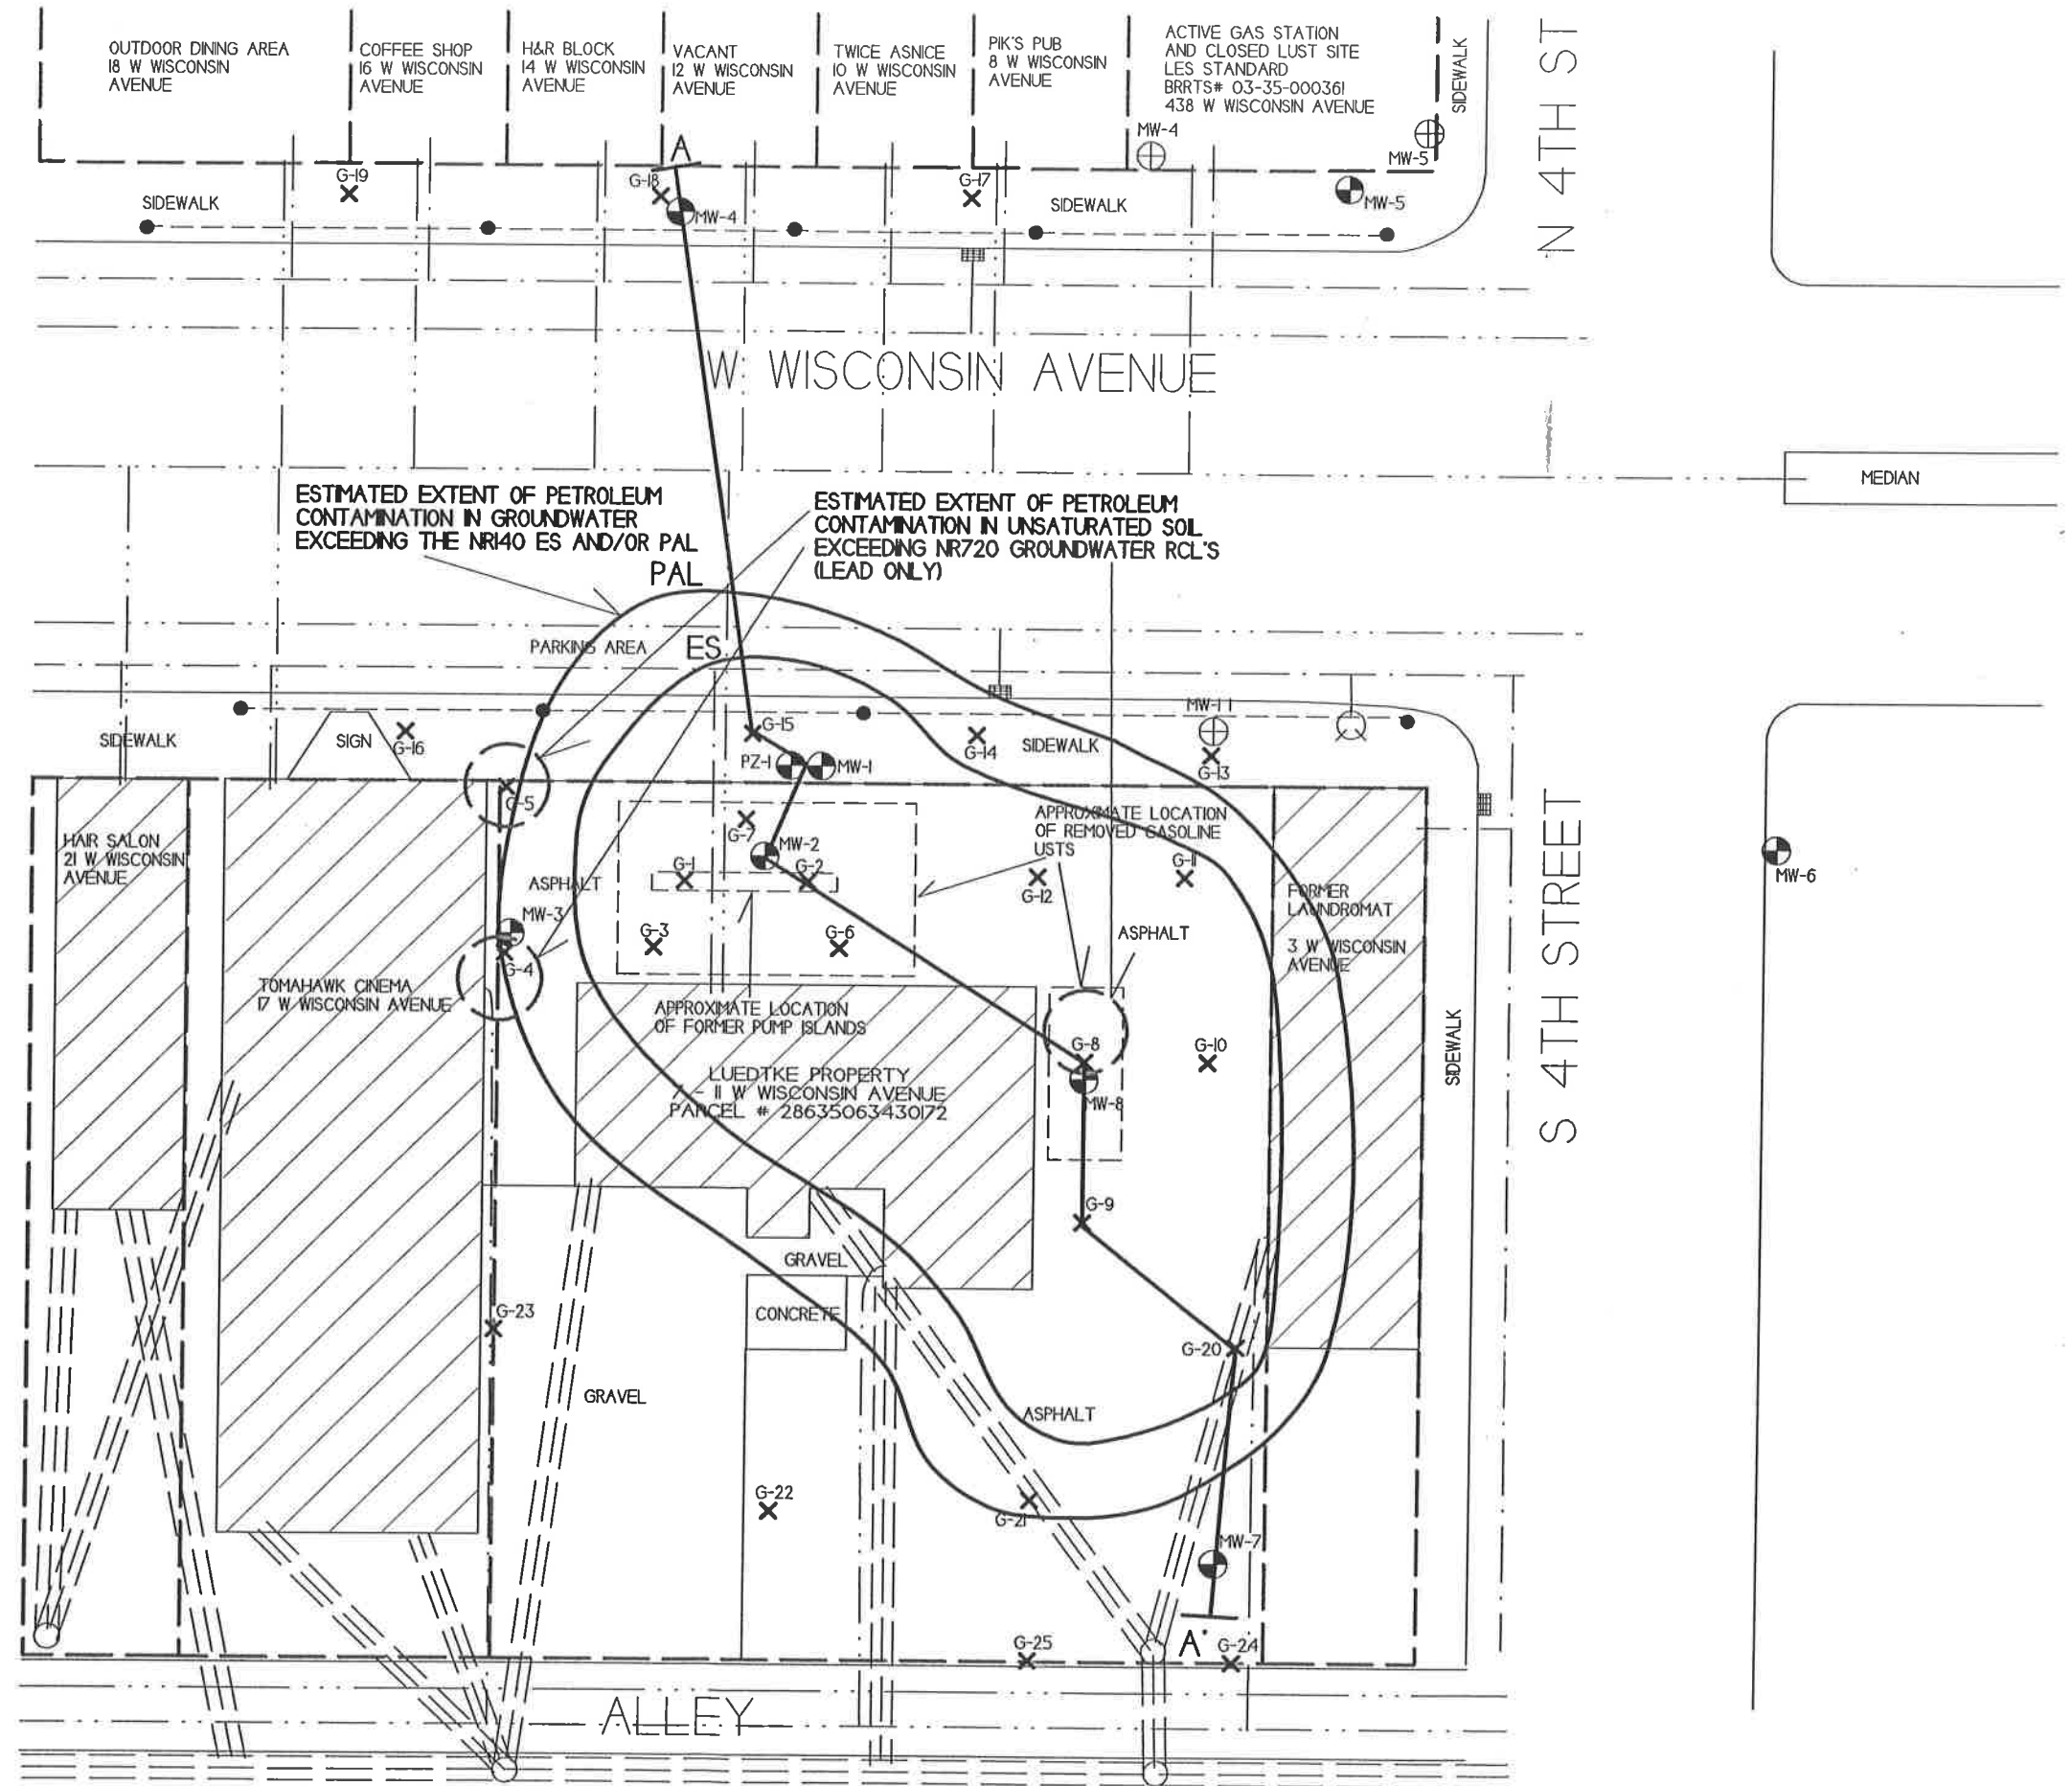 OUTDOOR DINING AREA
18 W WISCONSIN
AVENUE
COFFEE SHOP
16 W WISCONSIN
AVENUE
H&R BLOCK
14 W WISCONSIN
AVENUE
VACANT
12 W WISCONSIN
AVENUE
TWICE ASNICE
10 W WISCONSIN
AVENUE
PIK'S PUB
8 W WISCONSIN
AVENUE
ACTIVE GAS STATION
AND CLOSED LUST SITE
LES STANDARD
BRRTS# 03-35-000361
438 W WISCONSIN AVENUE
SIDEWALK
N 4TH ST
MW-4
MW-5
A
G-19
G-18
G-17
MW-4
MW-5
SIDEWALK
SIDEWALK
W WISCONSIN AVENUE
MEDIAN
ESTIMATED EXTENT OF PETROLEUM
CONTAMINATION IN GROUNDWATER
EXCEEDING THE NR140 ES AND/OR PAL
ESTIMATED EXTENT OF PETROLEUM
CONTAMINATION IN UNSATURATED SOIL
EXCEEDING NR720 GROUNDWATER RCL'S
(LEAD ONLY)
PAL
PARKING AREA
ES
SIDEWALK
SIGN
G-16
G-15
G-14
SIDEWALK
MW-11
G-13
PZ-1
MW-1
G-5
HAIR SALON
21 W WISCONSIN
AVENUE
G-7
MW-2
G-1
G-2
ASPHALT
APPROXIMATE LOCATION
OF REMOVED GASOLINE
USTS
G-11
G-12
FORMER
LAUNDROMAT
3 W WISCONSIN
AVENUE
MW-6
MW-3
G-3
G-6
ASPHALT
G-4
TOMAHAWK CINEMA
17 W WISCONSIN AVENUE
APPROXIMATE LOCATION
OF FORMER PUMP ISLANDS
S 4TH STREET
SIDEWALK
G-8
G-10
LUEDTKE PROPERTY
7 - 11 W WISCONSIN AVENUE
PARCEL # 28635063430172
MW-8
G-9
GRAVEL
CONCRETE
G-23
G-20
GRAVEL
ASPHALT
G-22
G-21
MW-7
G-25
A'
G-24
ALLEY